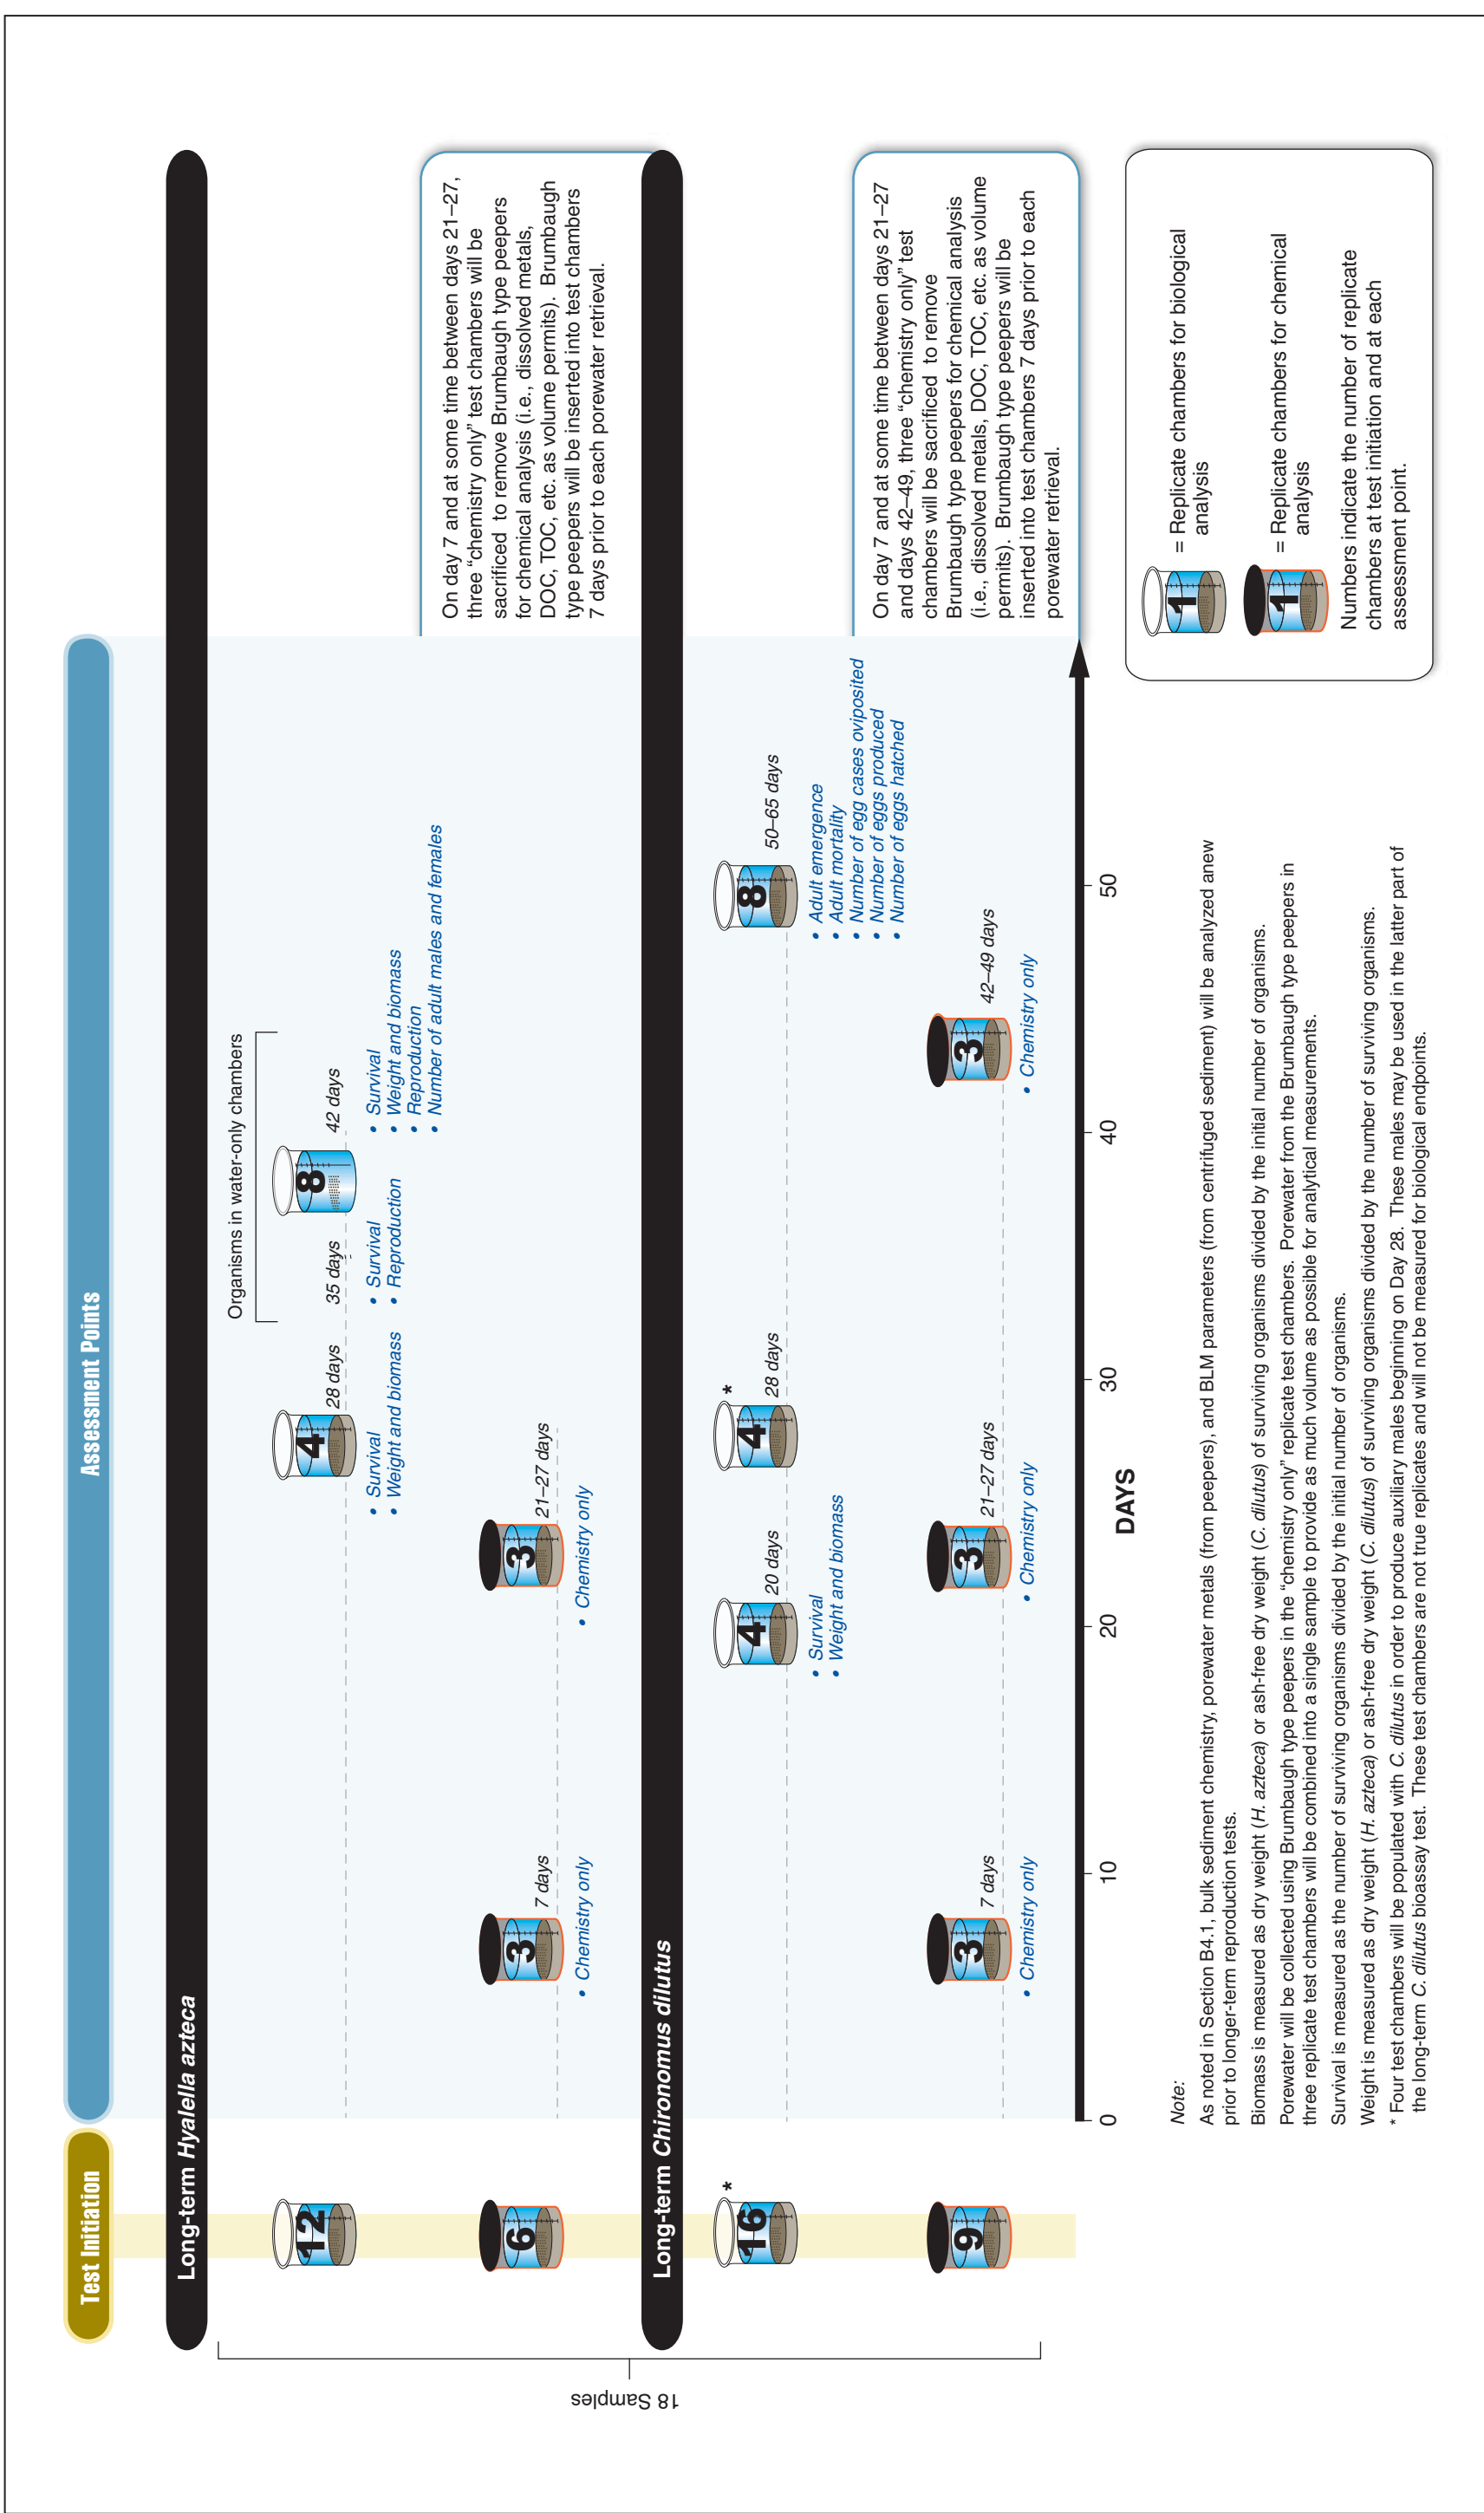 Test Initiation
Assessment Points
Long-term Hyalella azteca
12
6
Organisms in water-only chambers
4
28 days
• Survival
• Weight and biomass
35 days
• Survival
• Reproduction
8
42 days
• Survival
• Weight and biomass
• Reproduction
• Number of adult males and females
3
7 days
• Chemistry only
3
21–27 days
• Chemistry only
On day 7 and at some time between days 21–27,
three “chemistry only” test chambers will be
sacrificed to remove Brumbaugh type peepers
for chemical analysis (i.e., dissolved metals,
DOC, TOC, etc. as volume permits). Brumbaugh
type peepers will be inserted into test chambers
7 days prior to each porewater retrieval.
18 Samples
Long-term Chironomus dilutus
16
*
9
4
20 days
• Survival
• Weight and biomass
4
*
28 days
8
50–65 days
• Adult emergence
• Adult mortality
• Number of egg cases oviposited
• Number of eggs produced
• Number of eggs hatched
3
7 days
• Chemistry only
3
21–27 days
• Chemistry only
3
42–49 days
• Chemistry only
On day 7 and at some time between days 21–27
and days 42–49, three “chemistry only” test
chambers will be sacrificed to remove
Brumbaugh type peepers for chemical analysis
(i.e., dissolved metals, DOC, TOC, etc. as volume
permits). Brumbaugh type peepers will be
inserted into test chambers 7 days prior to each
porewater retrieval.
0
10
20
30
40
50
DAYS
Note:
As noted in Section B4.1, bulk sediment chemistry, porewater metals (from peepers), and BLM parameters (from centrifuged sediment) will be analyzed anew
prior to longer-term reproduction tests.
Biomass is measured as dry weight (H. azteca) or ash-free dry weight (C. dilutus) of surviving organisms divided by the initial number of organisms.
Porewater will be collected using Brumbaugh type peepers in the “chemistry only” replicate test chambers. Porewater from the Brumbaugh type peepers in
three replicate test chambers will be combined into a single sample to provide as much volume as possible for analytical measurements.
Survival is measured as the number of surviving organisms divided by the initial number of organisms.
Weight is measured as dry weight (H. azteca) or ash-free dry weight (C. dilutus) of surviving organisms divided by the number of surviving organisms.
* Four test chambers will be populated with C. dilutus in order to produce auxiliary males beginning on Day 28. These males may be used in the latter part of
the long-term C. dilutus bioassay test. These test chambers are not true replicates and will not be measured for biological endpoints.
1
= Replicate chambers for biological
analysis
1
= Replicate chambers for chemical
analysis
Numbers indicate the number of replicate
chambers at test initiation and at each
assessment point.